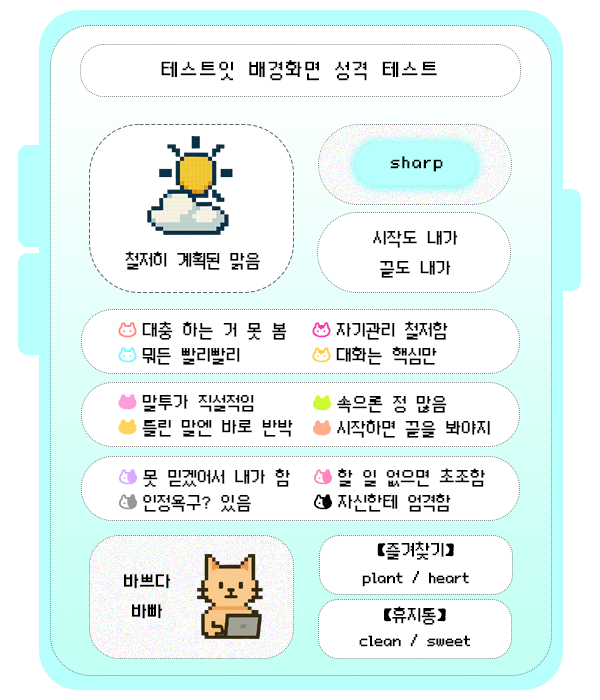 테스트잇 배경화면 성격 테스트
철저히 계획된 맑음
sharp
시작도 내가
끝도 내가
대충 하는 거 못 봄
자기관리 철저함
뭐든 빨리빨리
대화는 핵심만
말투가 직설적임
속으론 정 많음
틀린 말엔 바로 반박
시작하면 끝을 봐야지
못 믿겠어서 내가 함
할 일 없으면 초조함
인정욕구? 있음
자신한테 엄격함
바쁘다
바빠
【즐겨찾기】
plant / heart
【휴지통】
clean / sweet